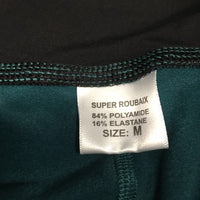 SUPER ROUBAIX
84% POLYAMIDE
16% ELASTANE
SIZE: M